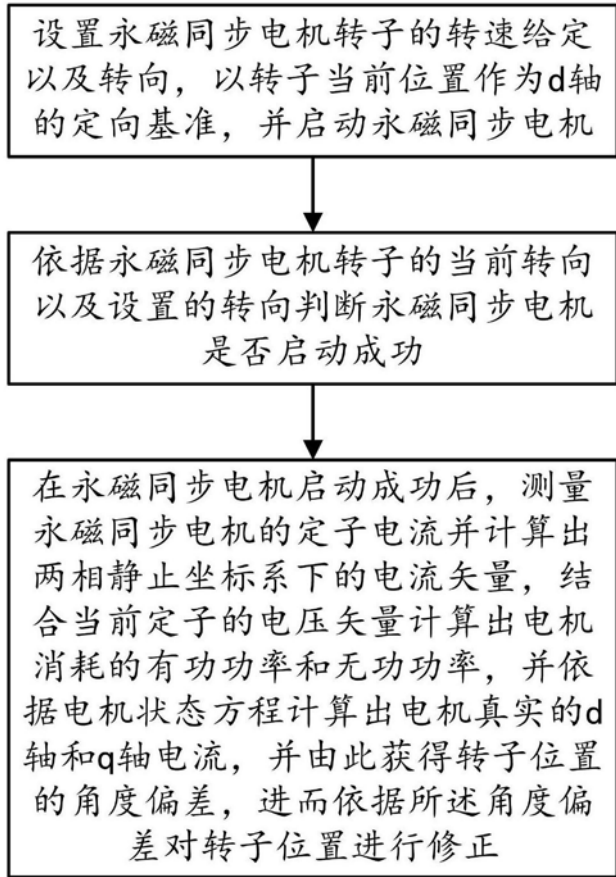 设置永磁同步电机转子的转速给定
以及转向，以转子当前位置作为d轴
的定向基准，并启动永磁同步电机
依据永磁同步电机转子的当前转向
以及设置的转向判断永磁同步电机
是否启动成功
在永磁同步电机启动成功后，测量
永磁同步电机的定子电流并计算出
两相静止坐标系下的电流矢量，结
合当前定子的电压矢量计算出电机
消耗的有功功率和无功功率，并依
据电机状态方程计算出电机真实的d
轴和q轴电流，并由此获得转子位置
的角度偏差，进而依据所述角度偏
差对转子位置进行修正